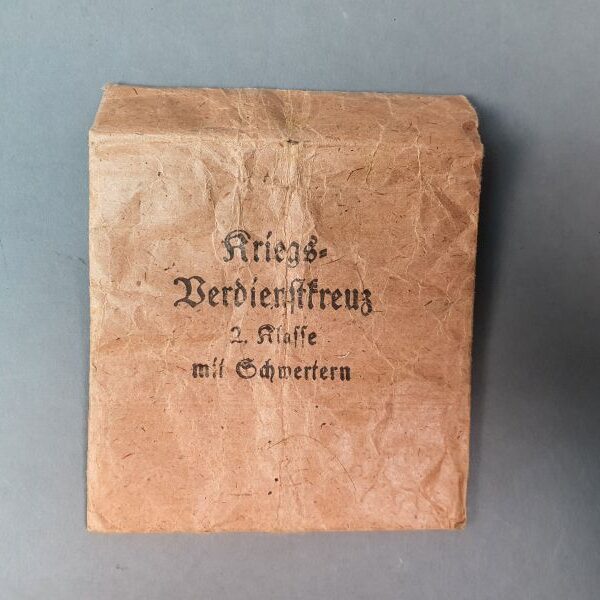 Kriegs-
Verdienstkreuz
2. Klasse
mit Schwertern